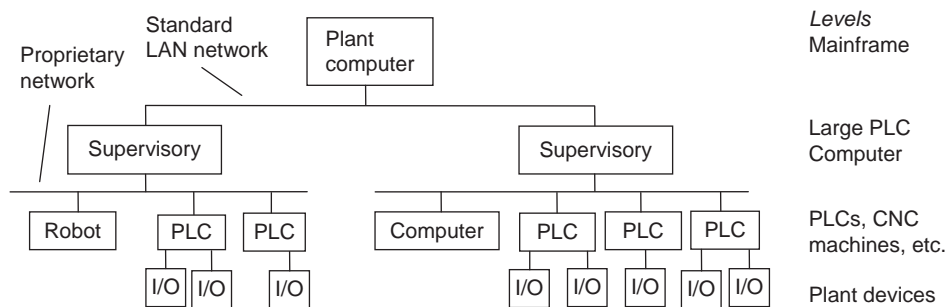 Standard
LAN network
Proprietary
network
Plant
computer
Levels
Mainframe
Supervisory
Supervisory
Large PLC
Computer
Robot
PLC
PLC
Computer
PLC
PLC
PLC
PLCs, CNC
machines, etc.
I/O
I/O
I/O
I/O
I/O
I/O
I/O
I/O
Plant devices